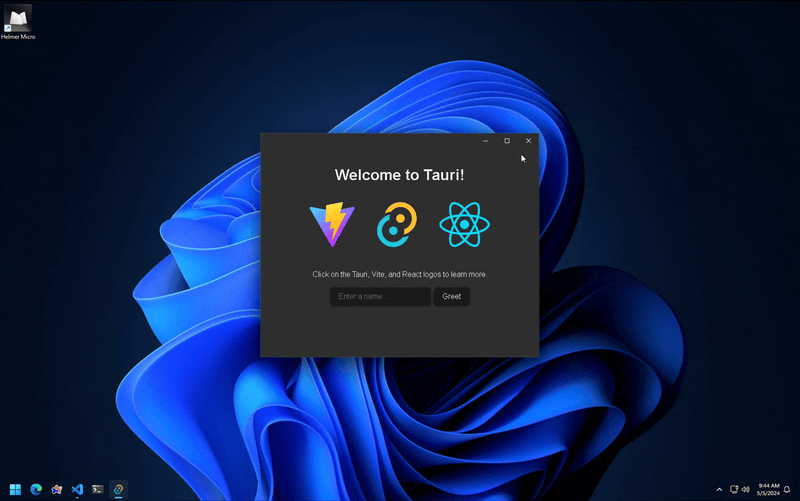 Helmer Micro
Welcome to Tauri!
Click on the Tauri, Vite, and React logos to learn more.
Enter a name...
Greet
9:44 AM
5/5/2024